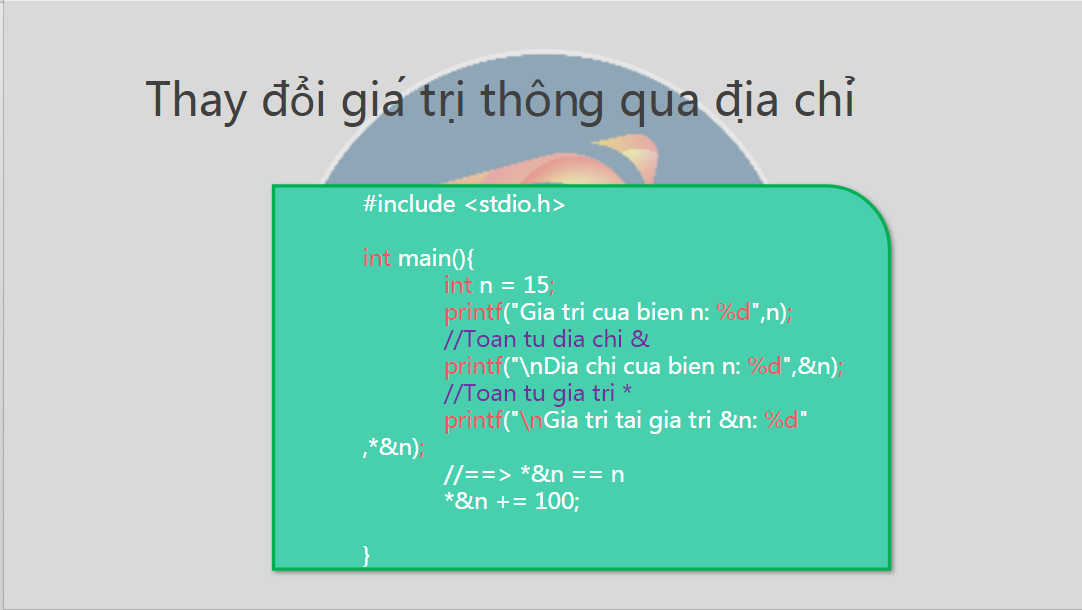 Thay đổi giá trị thông qua địa chỉ
#include <stdio.h>
int main(){
int n = 15;
printf("Gia tri cua bien n: %d",n);
//Toan tu dia chi &
printf("\nDia chi cua bien n: %d",&n);
//Toan tu gia tri *
printf("\nGia tri tai gia tri &n: %d"
,*&n);
//==> *&n == n
*&n += 100;
}